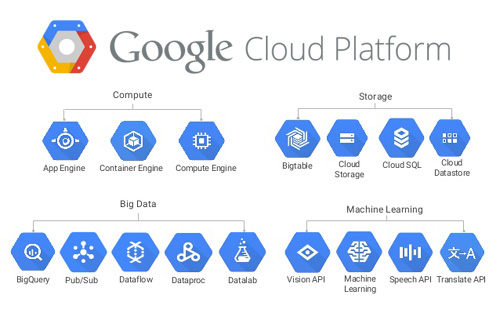 Google Cloud Platform
Compute
App Engine
Container Engine
Compute Engine
Storage
Bigtable
Cloud
Storage
Cloud SQL
Cloud
Datastore
Big Data
BigQuery
Pub/Sub
Dataflow
Dataproc
Datalab
Machine Learning
Vision API
Machine
Learning
Speech API
文→A
Translate API